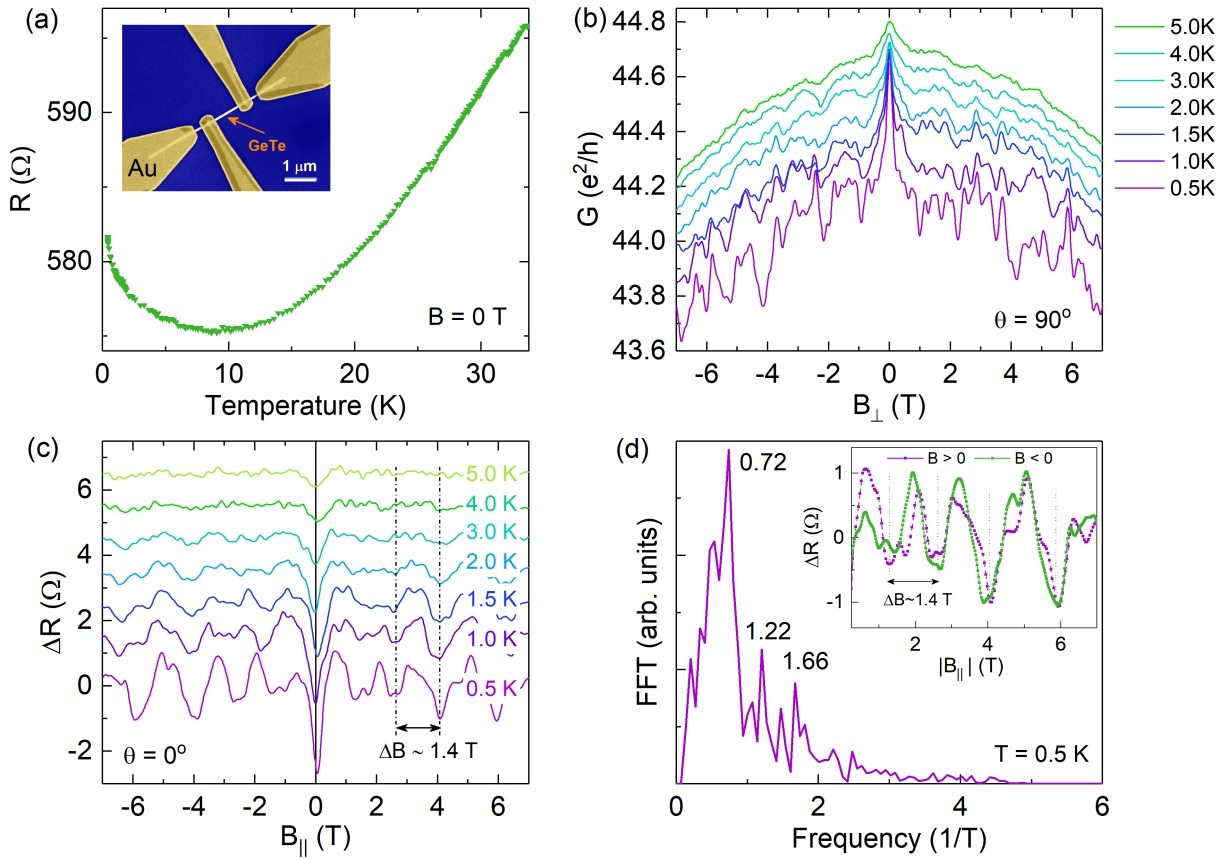 (a)
590
580
R (Ω)
Au
GeTe
1 μm
B = 0 T
0
10
20
30
Temperature (K)
(b)
44.8
44.6
44.4
44.2
44.0
43.8
43.6
G (e²/h)
5.0K
4.0K
3.0K
2.0K
1.5K
1.0K
0.5K
θ = 90°
-6
-4
-2
0
2
4
6
B⊥ (T)
(c)
6
4
2
0
-2
ΔR (Ω)
5.0 K
4.0 K
3.0 K
2.0 K
1.5 K
1.0 K
0.5 K
θ = 0°
ΔB ~ 1.4 T
-6
-4
-2
0
2
4
6
B|| (T)
(d)
FFT (arb. units)
0.72
1.22
1.66
B > 0
B < 0
1
0
-1
ΔR (Ω)
ΔB~1.4 T
2
4
6
|B||| (T)
T = 0.5 K
0
2
4
6
Frequency (1/T)